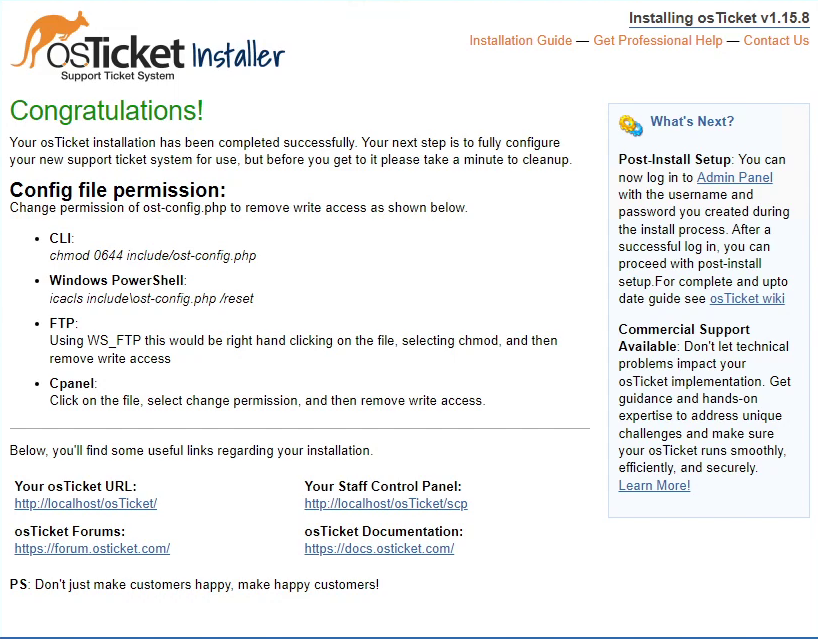 osTicket Installer
Support Ticket System
Installing osTicket v1.15.8
Installation Guide — Get Professional Help — Contact Us
Congratulations!
Your osTicket installation has been completed successfully. Your next step is to fully configure
your new support ticket system for use, but before you get to it please take a minute to cleanup.
Config file permission:
Change permission of ost-config.php to remove write access as shown below.
• CLI:
chmod 0644 include/ost-config.php
• Windows PowerShell:
icacls include\ost-config.php /reset
• FTP:
Using WS_FTP this would be right hand clicking on the file, selecting chmod, and then
remove write access
• Cpanel:
Click on the file, select change permission, and then remove write access.
Below, you'll find some useful links regarding your installation.
Your osTicket URL:
http://localhost/osTicket/
Your Staff Control Panel:
http://localhost/osTicket/scp
osTicket Forums:
https://forum.osticket.com/
osTicket Documentation:
https://docs.osticket.com/
PS: Don't just make customers happy, make happy customers!
What's Next?
Post-Install Setup: You can
now log in to Admin Panel
with the username and
password you created during
the install process. After a
successful log in, you can
proceed with post-install
setup.For complete and upto
date guide see osTicket wiki
Commercial Support
Available: Don't let technical
problems impact your
osTicket implementation. Get
guidance and hands-on
expertise to address unique
challenges and make sure
your osTicket runs smoothly,
efficiently, and securely.
Learn More!